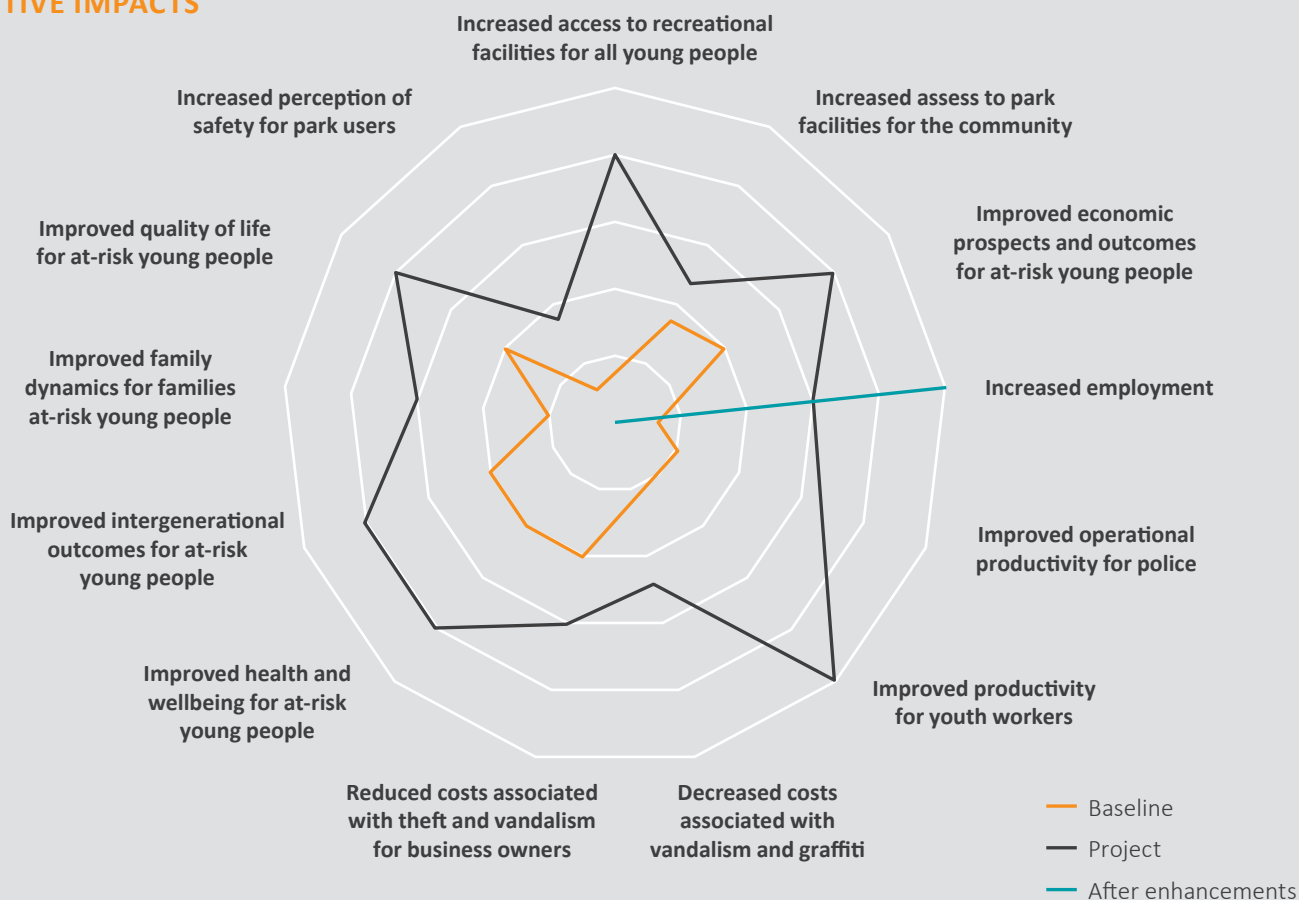 TIVE IMPACTS
Increased access to recreational
facilities for all young people
Increased assess to park
facilities for the community
Improved economic
prospects and outcomes
for at-risk young people
Increased employment
Improved operational
productivity for police
Improved productivity
for youth workers
Decreased costs
associated with
vandalism and graffiti
Reduced costs associated
with theft and vandalism
for business owners
Improved health and
wellbeing for at-risk
young people
Improved intergenerational
outcomes for at-risk
young people
Improved family
dynamics for families
at-risk young people
Improved quality of life
for at-risk young people
Increased perception of
safety for park users
Baseline
Project
After enhancements